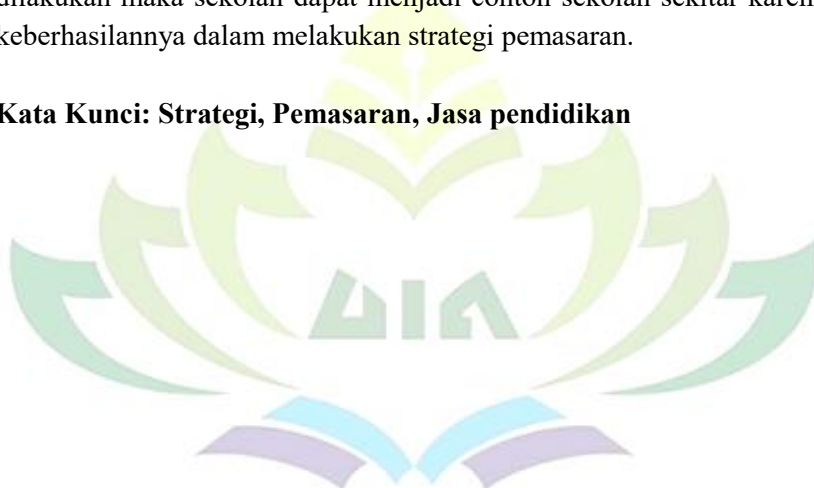 dilakukan maka sekolah dapat menjadi contoh sekolah sekitar karen
keberhasilannya dalam melakukan strategi pemasaran.
Kata Kunci: Strategi, Pemasaran, Jasa pendidikan
UIN